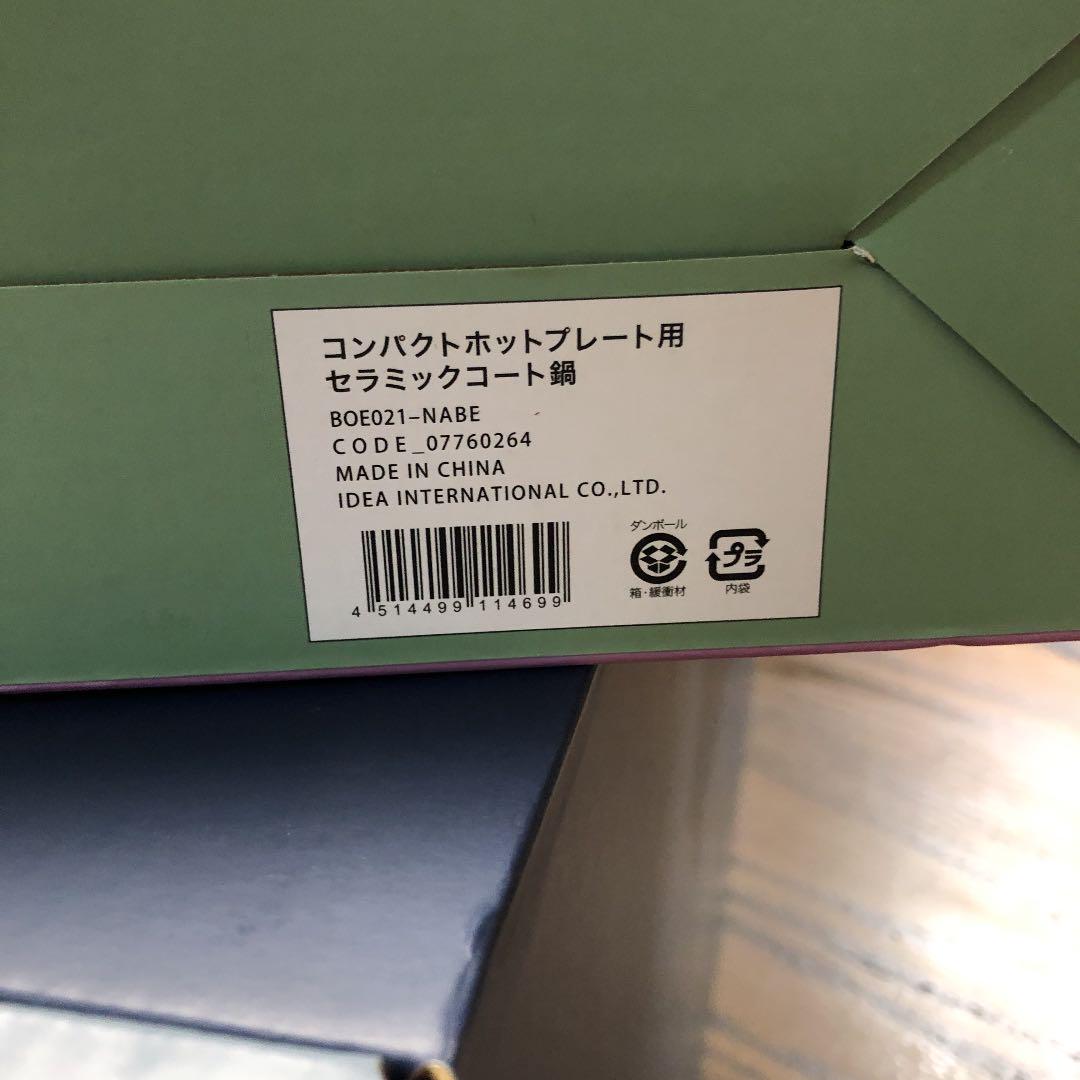 コンパクトホットプレート用
セラミックコート鍋
BOE021-NABE
CODE_07760264
MADE IN CHINA
IDEA INTERNATIONAL CO.,LTD.
4 514499 114699
ダンボール
箱・緩衝材
プラ
内袋